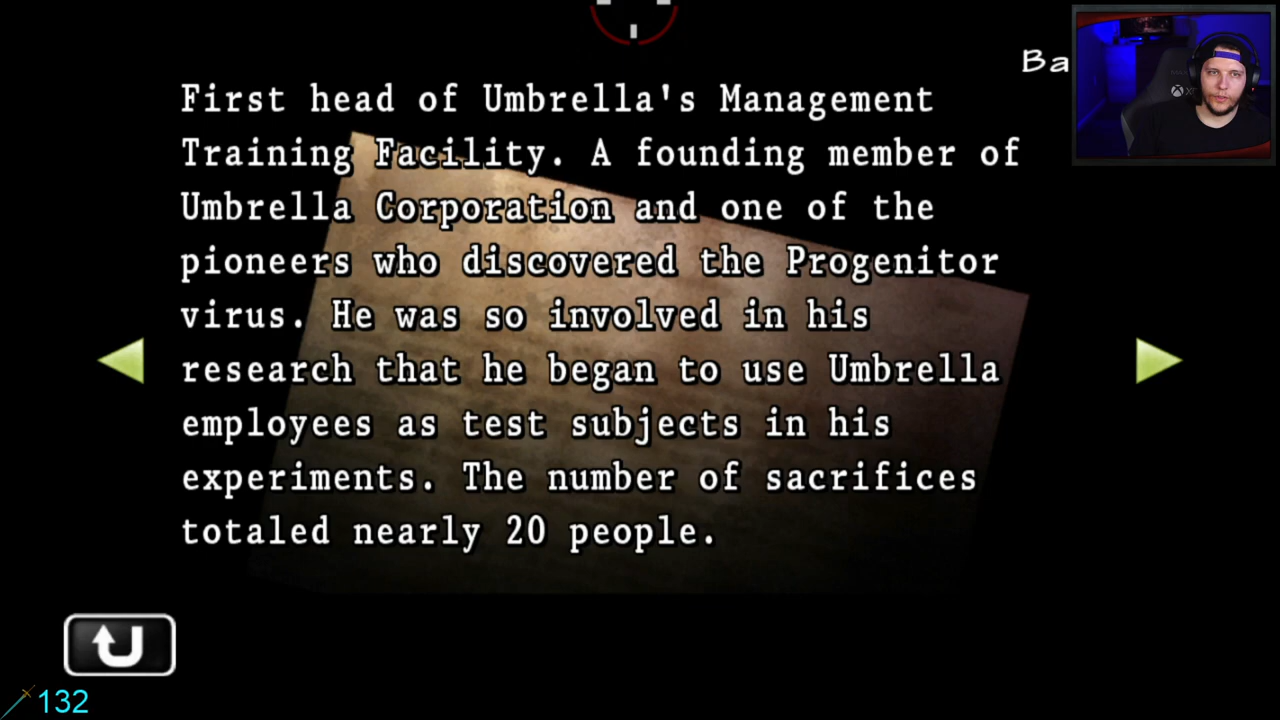 Ba
First head of Umbrella's Management
Training Facility. A founding member of
Umbrella Corporation and one of the
pioneers who discovered the Progenitor
virus. He was so involved in his
research that he began to use Umbrella
employees as test subjects in his
experiments. The number of sacrifices
totaled nearly 20 people.
132